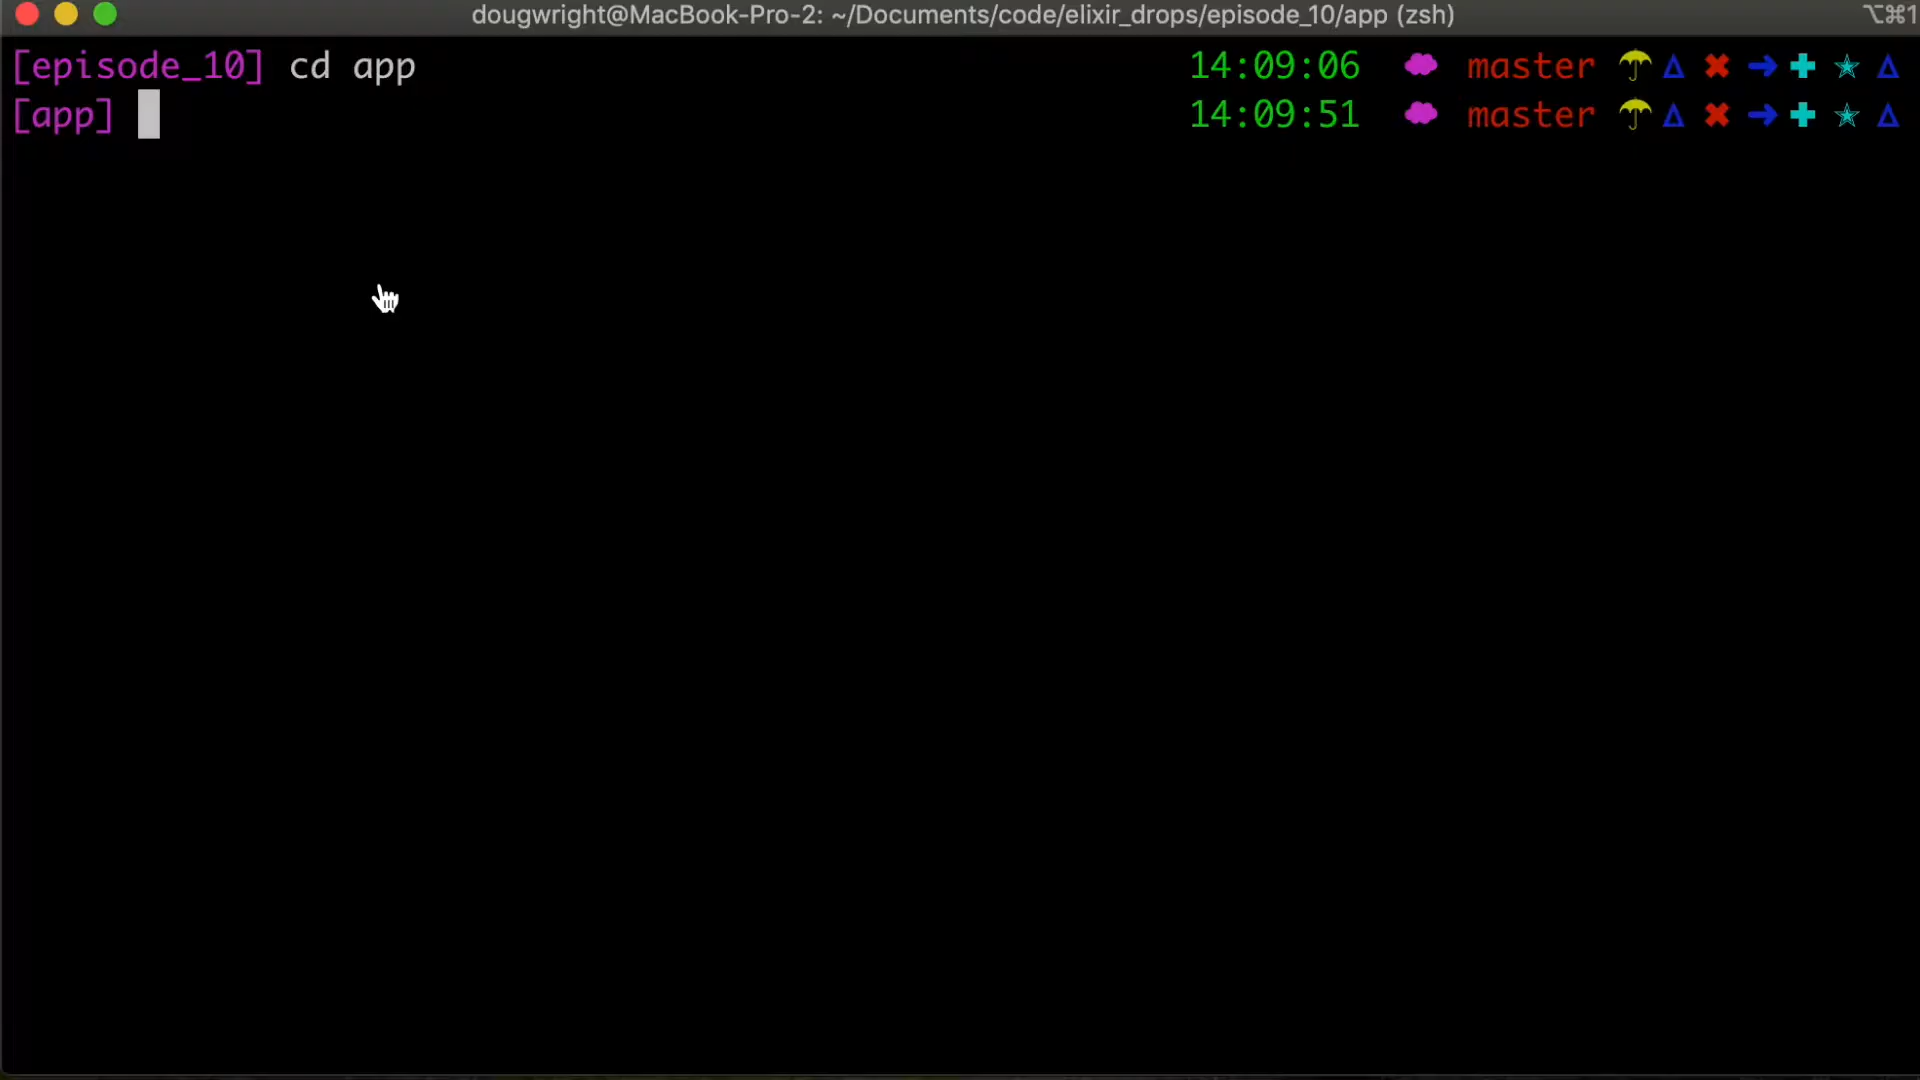 dougwright@MacBook-Pro-2: ~/Documents/code/elixir_drops/episode_10/app (zsh) ⌥⌘1
[episode_10] cd app 14:09:06 master ☂ ∆ ✖ ➜ ✚ ✭ ∆
[app] 14:09:51 master ☂ ∆ ✖ ➜ ✚ ✭ ∆